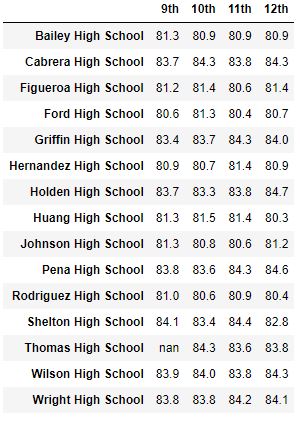 9th 10th 11th 12th
Bailey High School 81.3 80.9 80.9 80.9
Cabrera High School 83.7 84.3 83.8 84.3
Figueroa High School 81.2 81.4 80.6 81.4
Ford High School 80.6 81.3 80.4 80.7
Griffin High School 83.4 83.7 84.3 84.0
Hernandez High School 80.9 80.7 81.4 80.9
Holden High School 83.7 83.3 83.8 84.7
Huang High School 81.3 81.5 81.4 80.3
Johnson High School 81.3 80.8 80.6 81.2
Pena High School 83.8 83.6 84.3 84.6
Rodriguez High School 81.0 80.6 80.9 80.4
Shelton High School 84.1 83.4 84.4 82.8
Thomas High School nan 84.3 83.6 83.8
Wilson High School 83.9 84.0 83.8 84.3
Wright High School 83.8 83.8 84.2 84.1